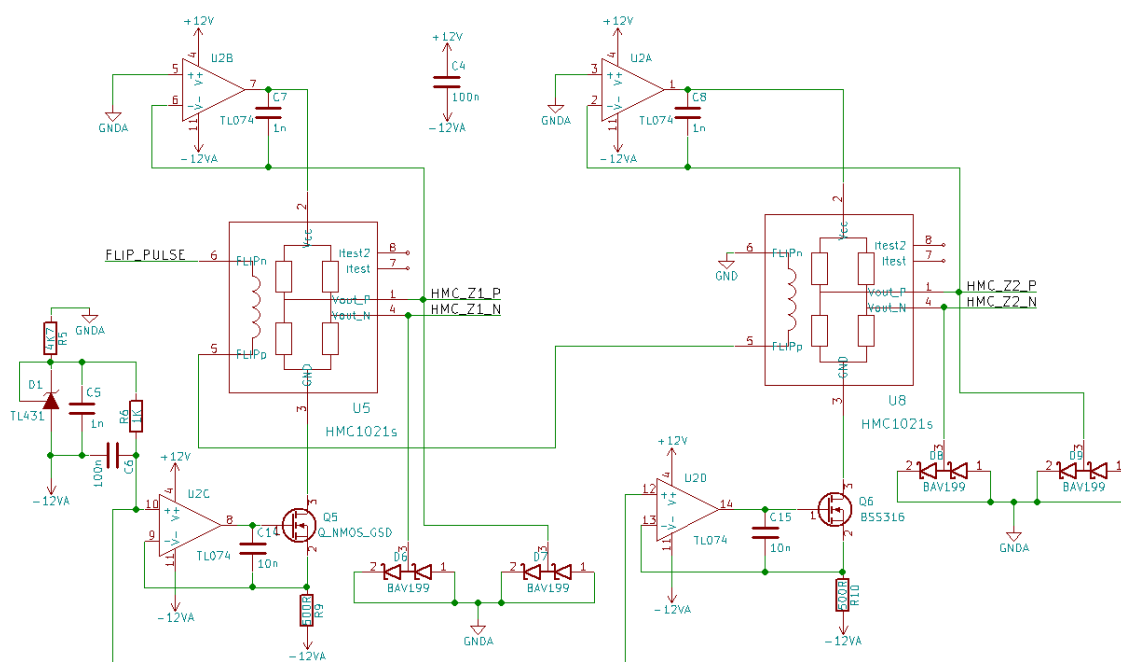 +12V
4
U2B
5
+
V+
7
6
-
V-
11
TL074
-12VA
GNDA
C7
1n
+12V
C4
100n
-12VA
+12V
4
U2A
3
+
V+
1
2
-
V-
11
TL074
-12VA
GNDA
C8
1n
2
Vcc
FLIP_PULSE
6
FLIPn
Itest2
8
Itest
7
Vout_P
1
HMC_Z1_P
Vout_N
4
HMC_Z1_N
5
FLIPp
GND
3
U5
HMC1021s
2
Vcc
6
FLIPn
GND
Itest2
8
Itest
7
Vout_P
1
HMC_Z2_P
Vout_N
4
HMC_Z2_N
5
FLIPp
GND
3
U8
HMC1021s
GNDA
4K7
R5
D1
TL431
C5
1n
R6
1K
100n
C6
-12VA
+12V
4
U2C
10
+
V+
8
9
-
V-
11
TL074
-12VA
C14
10n
1
3
Q5
Q_NMOS_GSD
2
500R
R9
-12VA
D6
3
2
1
BAV199
D7
3
2
1
BAV199
GNDA
+12V
4
U2D
12
+
V+
14
13
-
V-
11
TL074
-12VA
C15
10n
1
3
Q6
BSS316
2
500R
R10
-12VA
D8
3
2
1
BAV199
D9
3
2
1
BAV199
GNDA